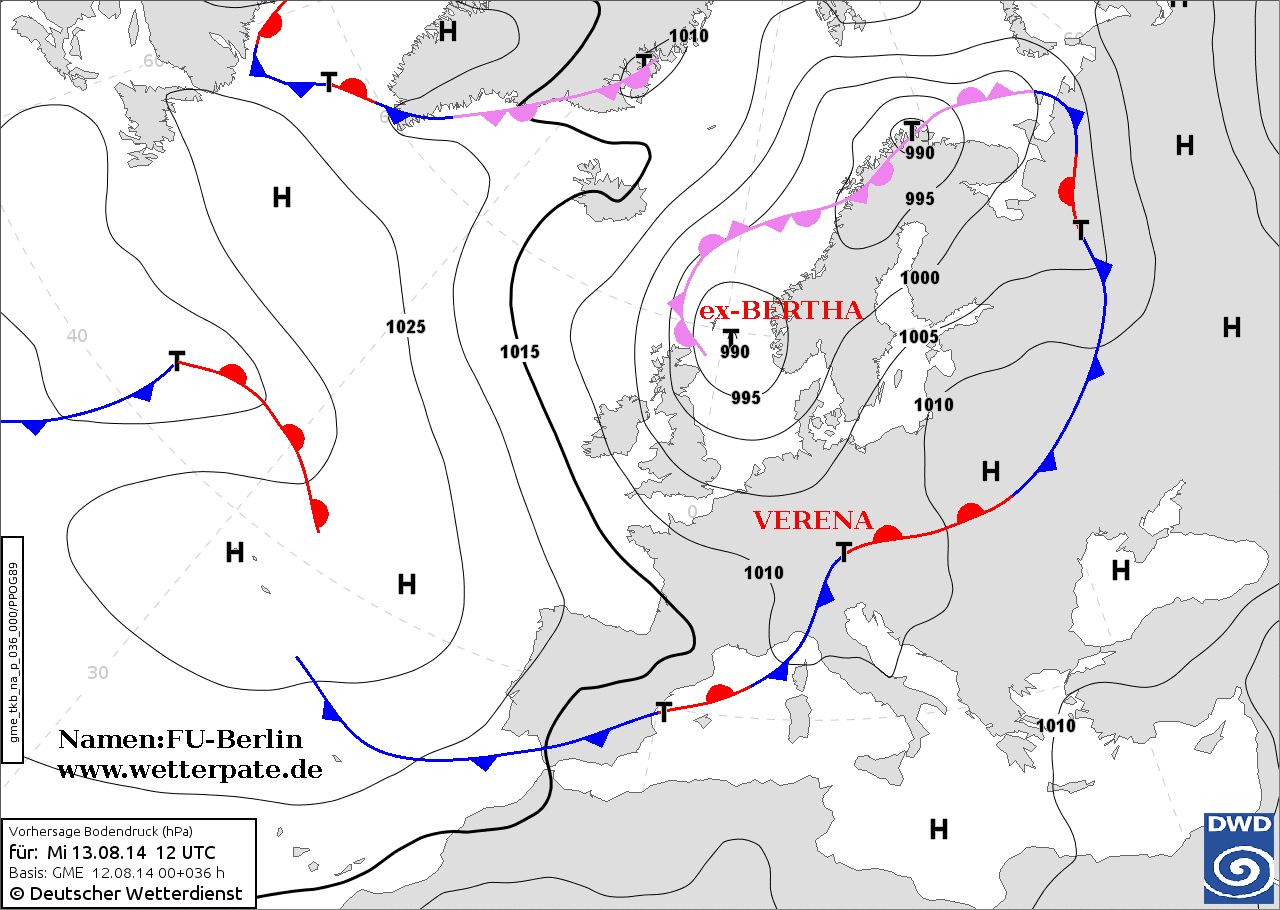 H
T
1010
H
60
60
T
6
T
990
H
H
995
1000
ex-BERTHA
1025
1015
T
990
1005
H
40
T
995
1010
H
VERENA
0
T
H
H
1010
H
30
T
1010
H
gme_tkb_na_p_036_000/PPOG89
Namen:FU-Berlin
www.wetterpate.de
Vorhersage Bodendruck (hPa)
für: Mi 13.08.14 12 UTC
Basis: GME 12.08.14 00+036 h
© Deutscher Wetterdienst
DWD
T
H